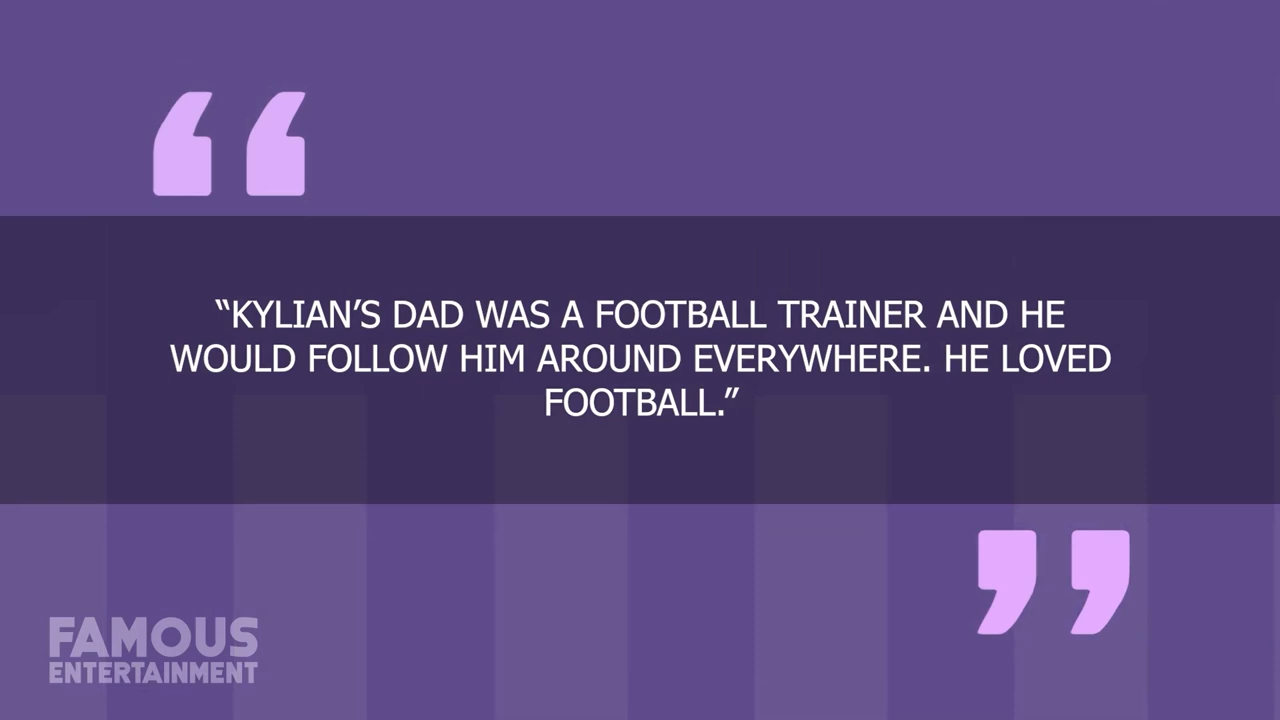 “KYLIAN’S DAD WAS A FOOTBALL TRAINER AND HE
WOULD FOLLOW HIM AROUND EVERYWHERE. HE LOVED
FOOTBALL.”
FAMOUS
ENTERTAINMENT